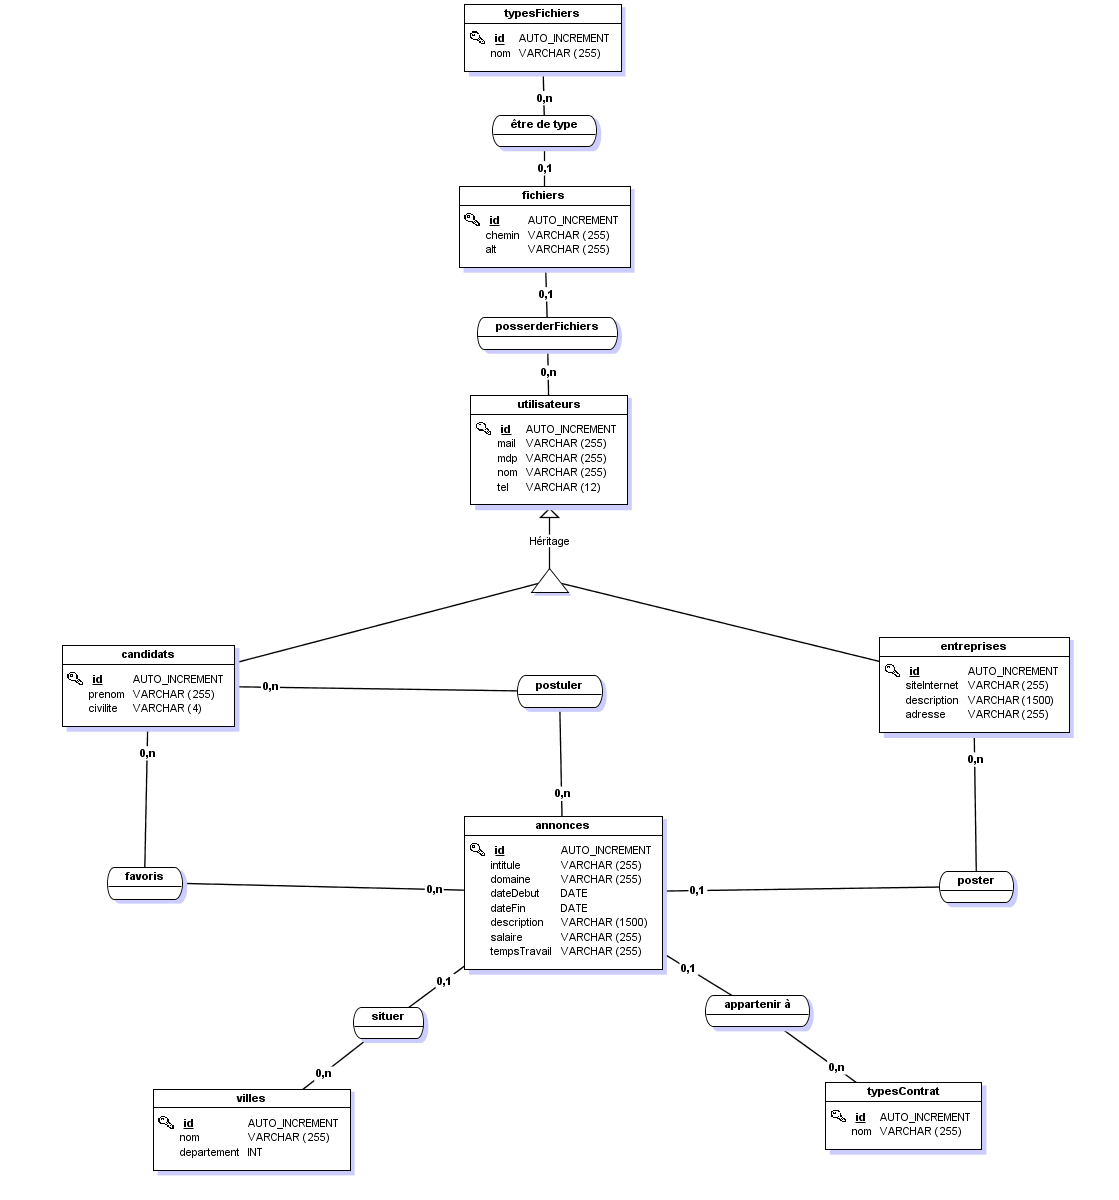 typesFichiers
id AUTO_INCREMENT
nom VARCHAR (255)
0,n
être de type
0,1
fichiers
id AUTO_INCREMENT
chemin VARCHAR (255)
alt VARCHAR (255)
0,1
posserderFichiers
0,n
utilisateurs
id AUTO_INCREMENT
mail VARCHAR (255)
mdp VARCHAR (255)
nom VARCHAR (255)
tel VARCHAR (12)
Héritage
candidats
id AUTO_INCREMENT
prenom VARCHAR (255)
civilite VARCHAR (4)
0,n
postuler
entreprises
id AUTO_INCREMENT
siteInternet VARCHAR (255)
description VARCHAR (1500)
adresse VARCHAR (255)
0,n
0,n
0,n
annonces
id AUTO_INCREMENT
intitule VARCHAR (255)
domaine VARCHAR (255)
dateDebut DATE
dateFin DATE
description VARCHAR (1500)
salaire VARCHAR (255)
tempsTravail VARCHAR (255)
favoris
0,n
0,1
poster
0,1
situer
0,n
0,1
appartenir à
0,n
villes
id AUTO_INCREMENT
nom VARCHAR (255)
departement INT
typesContrat
id AUTO_INCREMENT
nom VARCHAR (255)